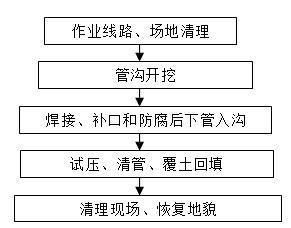 作业线路、场地清理
管沟开挖
焊接、补口和防腐后下管入沟
试压、清管、覆土回填
清理现场、恢复地貌